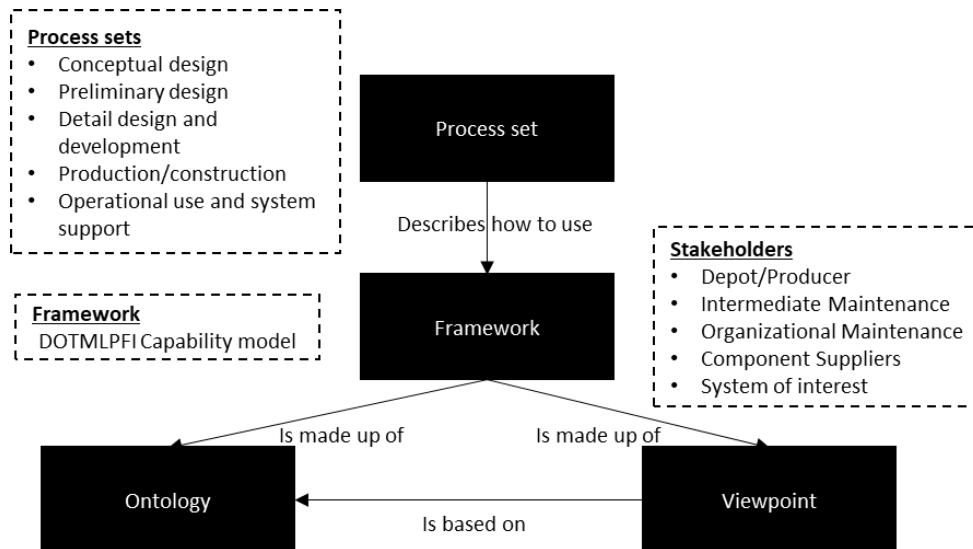 Process sets
• Conceptual design
• Preliminary design
• Detail design and
development
• Production/construction
• Operational use and system
support
Process set
Describes how to use
Stakeholders
• Depot/Producer
• Intermediate Maintenance
• Organizational Maintenance
• Component Suppliers
• System of interest
Framework
DOTMLPFI Capability model
Framework
Is made up of
Is made up of
Ontology
Viewpoint
Is based on